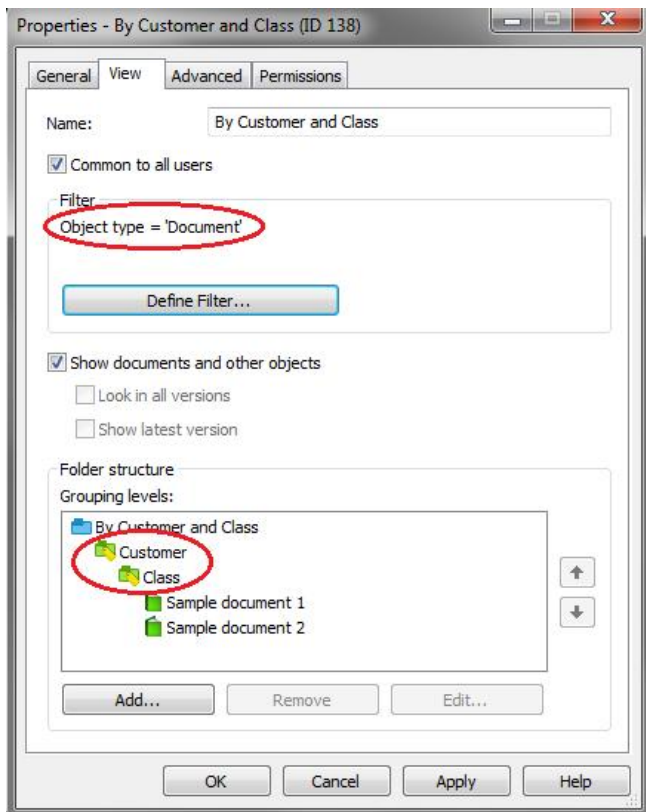 Properties - By Customer and Class (ID 138)
General View Advanced Permissions
Name: By Customer and Class
Common to all users
Filter
Object type = 'Document'
Define Filter...
Show documents and other objects
Look in all versions
Show latest version
Folder structure
Grouping levels:
By Customer and Class
Customer
Class
Sample document 1
Sample document 2
Add... Remove Edit...
OK Cancel Apply Help